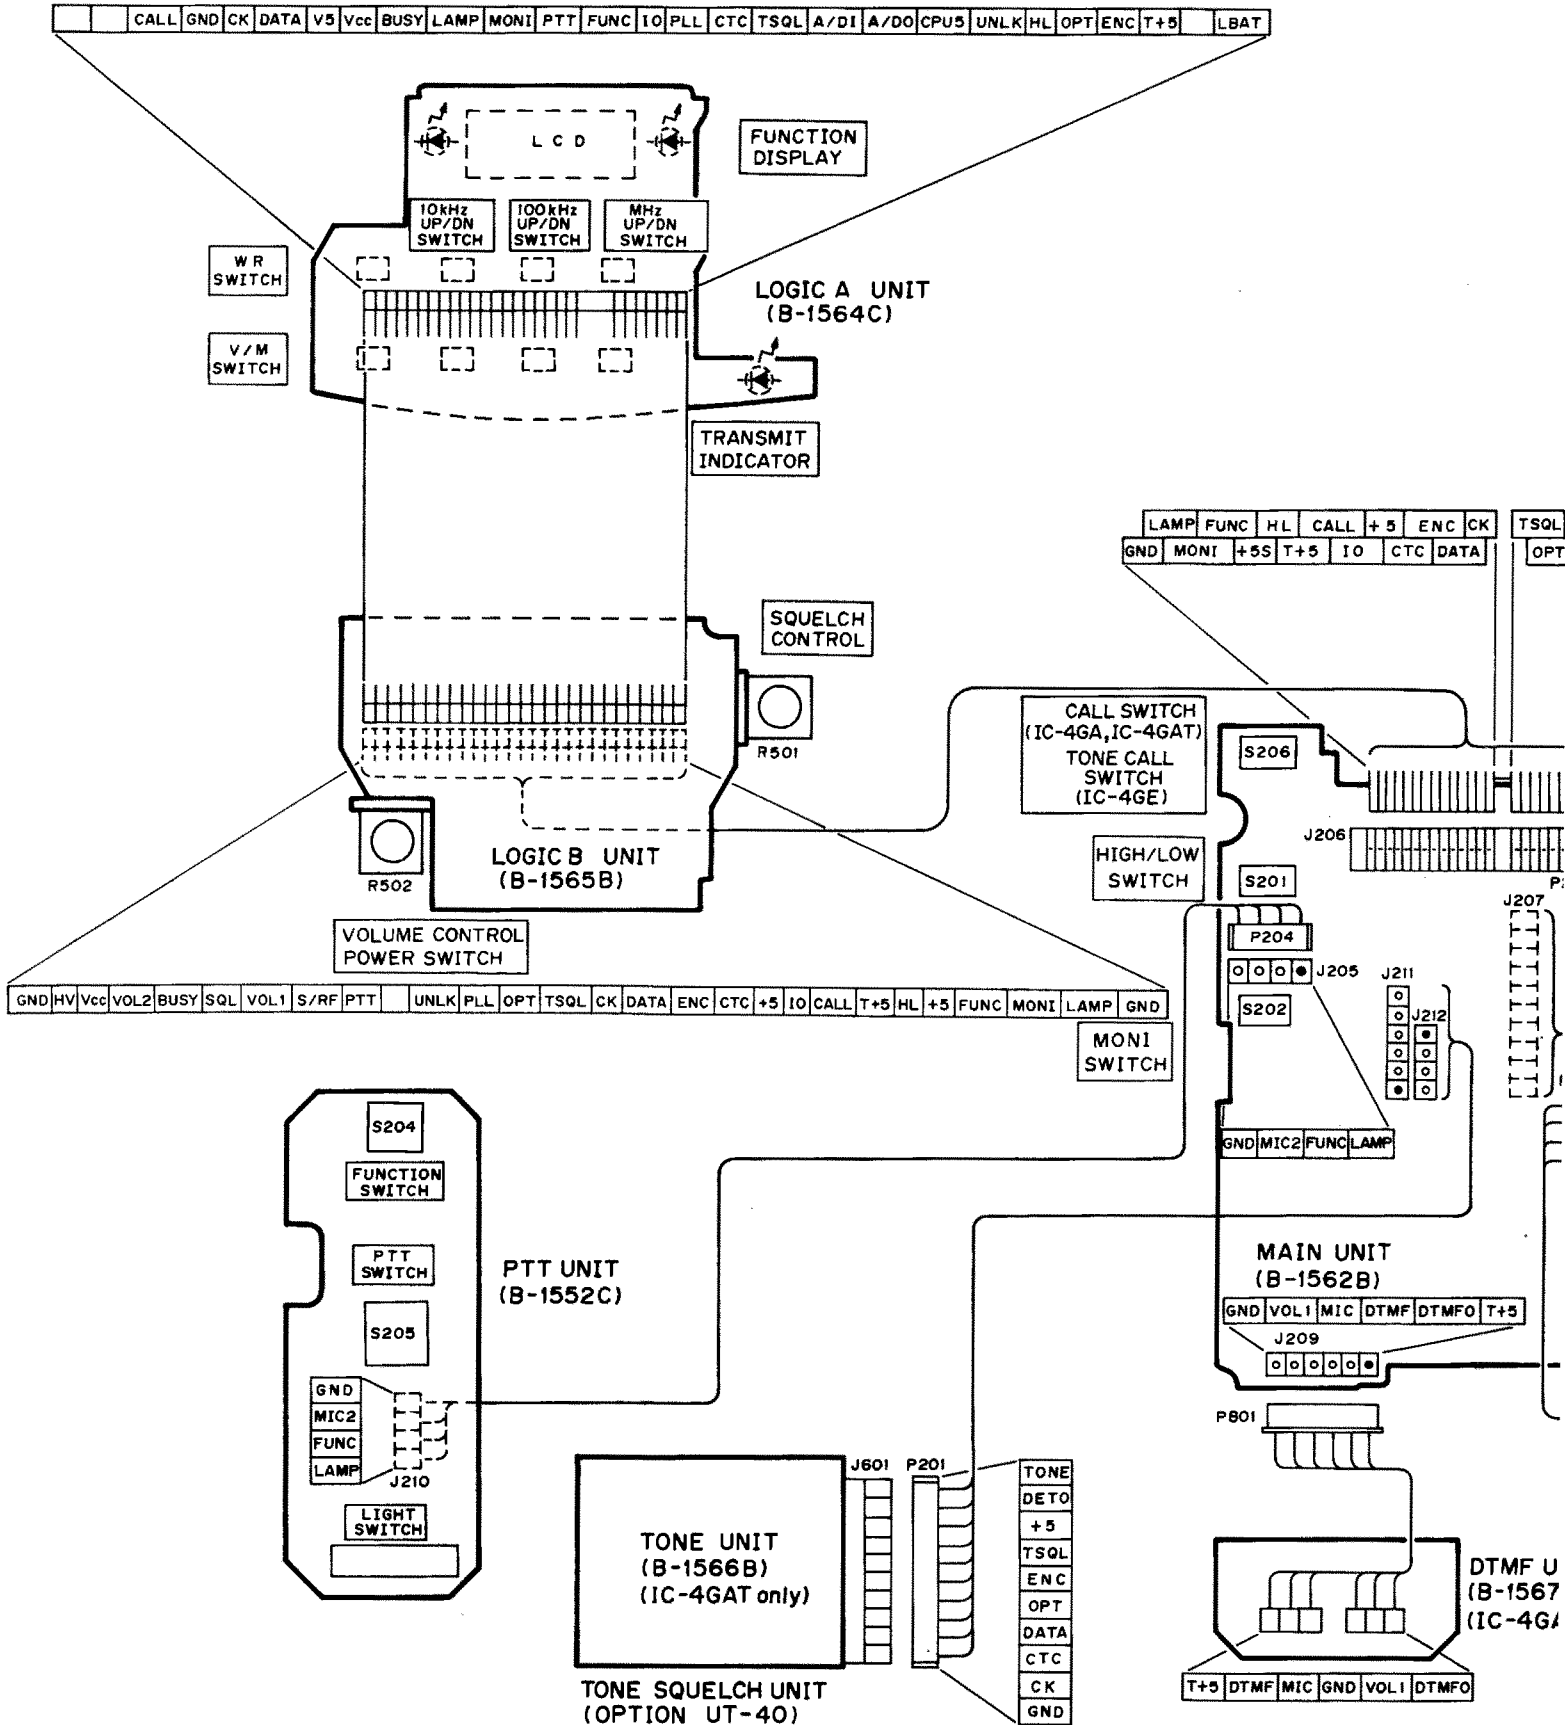 CALL GND CK DATA V5 Vcc BUSY LAMP MONI PTT FUNC IO PLL CTC TSQL A/DI A/DO CPU5 UNLK HL OPT ENC T+5 LBAT
LCD
FUNCTION
DISPLAY
10kHz
UP/DN
SWITCH
100kHz
UP/DN
SWITCH
MHz
UP/DN
SWITCH
WR
SWITCH
LOGIC A UNIT
(B-1564C)
V/M
SWITCH
TRANSMIT
INDICATOR
LAMP FUNC HL CALL +5 ENC CK TSQL
GND MONI +5S T+5 IO CTC DATA OPT
SQUELCH
CONTROL
R501
CALL SWITCH
(IC-4GA, IC-4GAT)
TONE CALL
SWITCH
(IC-4GE)
S206
J206
LOGIC B UNIT
(B-1565B)
R502
HIGH/LOW
SWITCH
S201
J207
VOLUME CONTROL
POWER SWITCH
P204
J205
J211
S202
J212
GND HV Vcc VOL2 BUSY SQL VOL1 S/RF PTT UNLK PLL OPT TSQL CK DATA ENC CTC +5 IO CALL T+5 HL +5 FUNC MONI LAMP GND
MONI
SWITCH
S204
FUNCTION
SWITCH
GND MIC2 FUNC LAMP
PTT
SWITCH
PTT UNIT
(B-1552C)
S205
MAIN UNIT
(B-1562B)
GND VOL1 MIC DTMF DTMFO T+5
J209
GND
MIC2
FUNC
LAMP
J210
P801
LIGHT
SWITCH
J601
P201
TONE
DETO
+5
TSQL
ENC
OPT
DATA
CTC
CK
GND
TONE UNIT
(B-1566B)
(IC-4GAT only)
TONE SQUELCH UNIT
(OPTION UT-40)
DTMF U
(B-1567
(IC-4GA
T+5 DTMF MIC GND VOL1 DTMFO